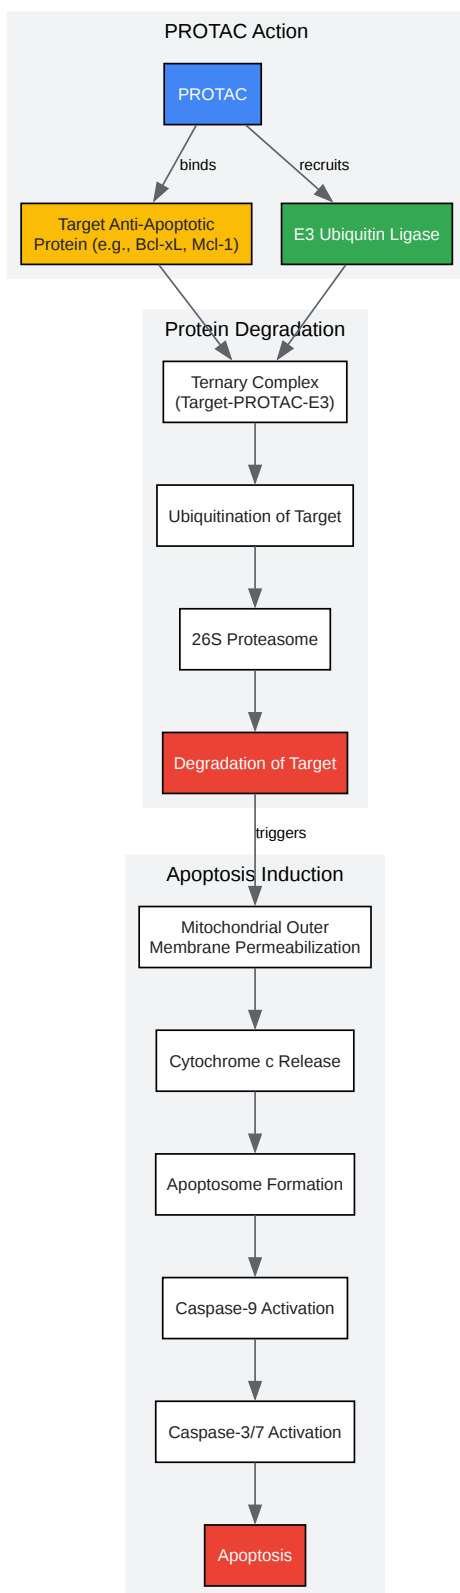 PROTAC Action
PROTAC
binds
recruits
Target Anti-Apoptotic
Protein (e.g., Bcl-xL, Mcl-1)
E3 Ubiquitin Ligase
Protein Degradation
Ternary Complex
(Target-PROTAC-E3)
Ubiquitination of Target
26S Proteasome
Degradation of Target
triggers
Apoptosis Induction
Mitochondrial Outer
Membrane Permeabilization
Cytochrome c Release
Apoptosome Formation
Caspase-9 Activation
Caspase-3/7 Activation
Apoptosis